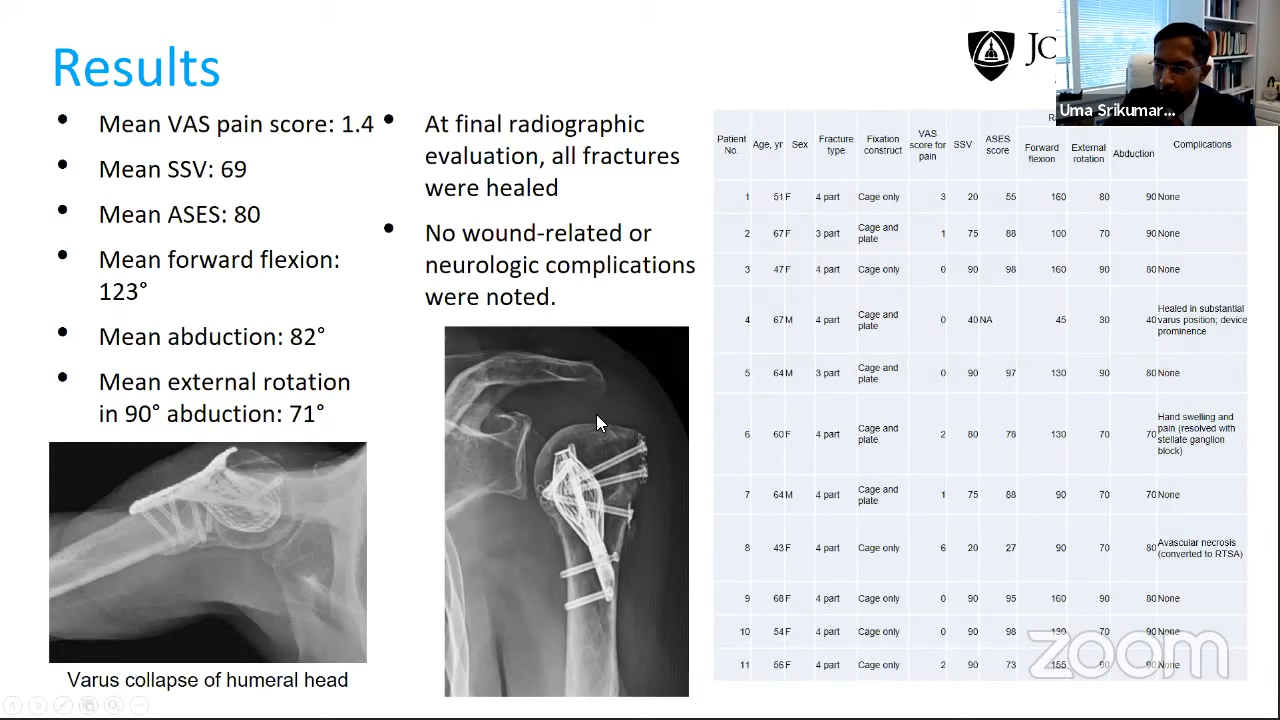 Results
• Mean VAS pain score: 1.4
• Mean SSV: 69
• Mean ASES: 80
• Mean forward flexion:
123°
• Mean abduction: 82°
• Mean external rotation
in 90° abduction: 71°
• At final radiographic
evaluation, all fractures
were healed
• No wound-related or
neurologic complications
were noted.
Varus collapse of humeral head
Uma Srikumar...
Patient No. Age, yr Sex Fracture type Fixation construct VAS score for pain SSV ASES score Forward flexion External rotation Abduction Complications
1 51 F 4 part Cage only 3 20 55 160 80 90 None
2 67 F 3 part Cage and plate 1 75 88 100 70 90 None
3 47 F 4 part Cage only 0 90 98 160 90 80 None
4 67 M 4 part Cage and plate 0 40 NA 45 30 40 Healed in substantial varus position; device prominence
5 64 M 3 part Cage and plate 0 90 97 130 90 80 None
6 60 F 4 part Cage and plate 2 80 78 130 70 70 Hand swelling and pain (resolved with stellate ganglion block)
7 64 M 4 part Cage and plate 1 75 88 90 70 70 None
8 43 F 4 part Cage only 6 20 27 90 70 80 Avascular necrosis (converted to RTSA)
9 68 F 4 part Cage only 0 90 95 160 90 80 None
10 54 F 4 part Cage only 0 90 98 130 70 90 None
11 56 F 4 part Cage only 2 90 73 155 90 90 None
zoom